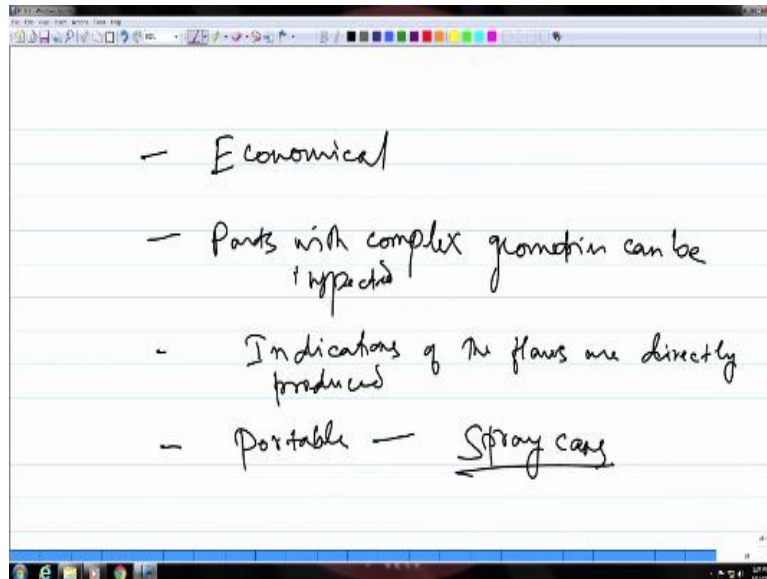 - Economical
- Parts with complex geometries can be
inspected
- Indications of the flaws are directly
produced
- Portable - Spray cans